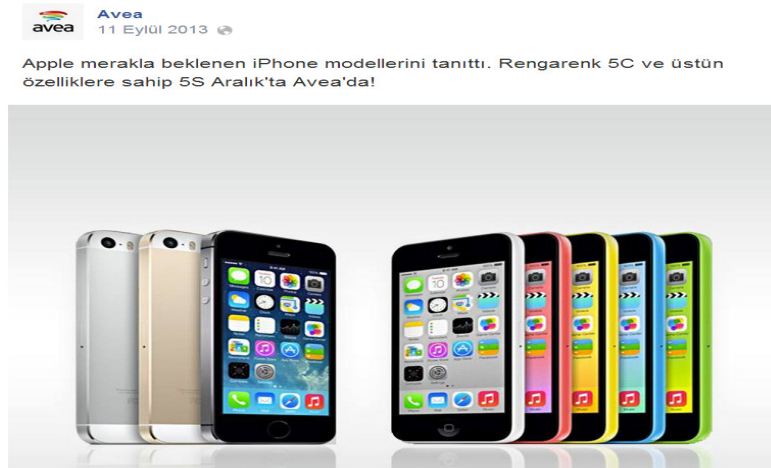 avea
Avea
11 Eylül 2013
Apple merakla beklenen iPhone modellerini tanıttı. Rengarenk 5C ve üstün
özelliklere sahip 5S Aralık'ta Avea'da!